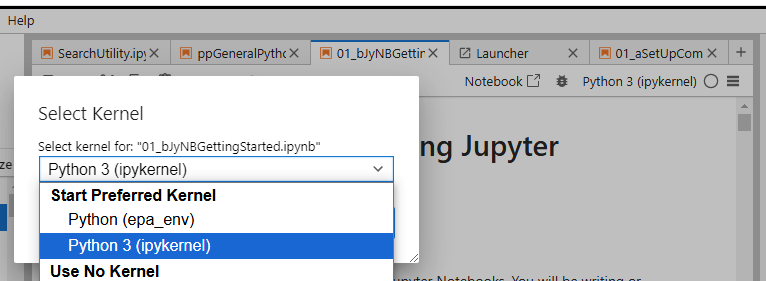 Help
SearchUtility.ipy
ppGeneralPytho
01_bJyNBGettin
Launcher
01_aSetUpCom
Notebook
Python 3 (ipykernel)
Select Kernel
Select kernel for: "01_bJyNBGettingStarted.ipynb"
ng Jupyter
Python 3 (ipykernel)
ze
Start Preferred Kernel
Python (epa_env)
Python 3 (ipykernel)
Use No Kernel
upyter Notebooks. You will be writing or